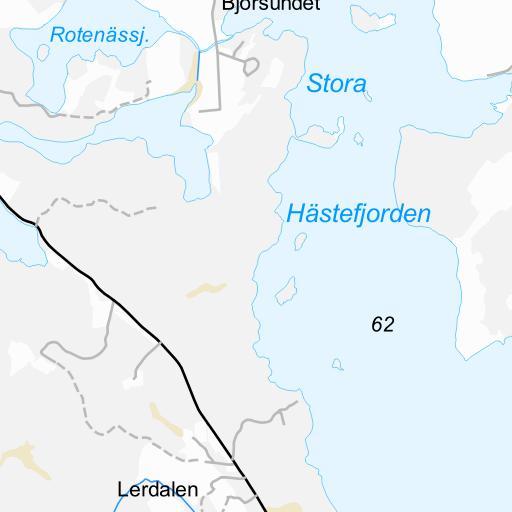 Björsundet
Rotenässj.
Stora
Hästefjorden
62
Lerdalen